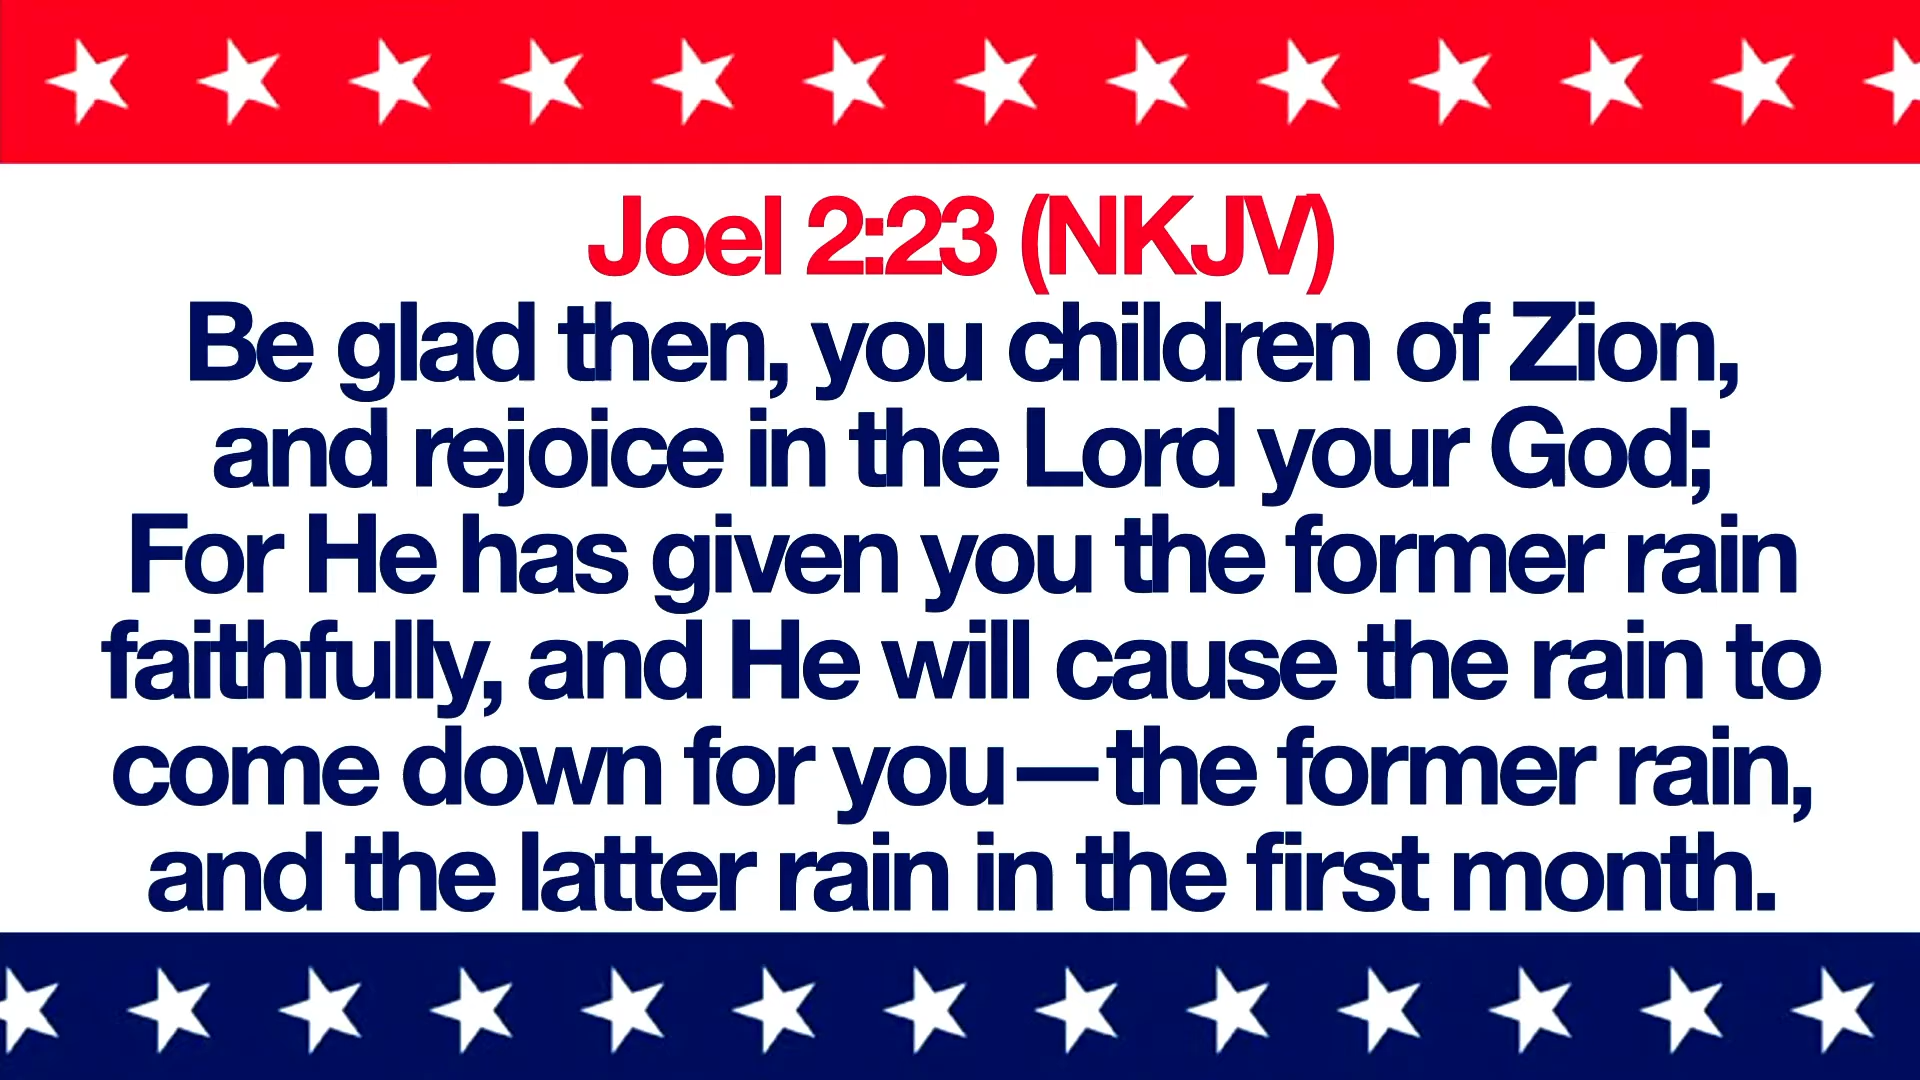 Joel 2:23 (NKJV)
Be glad then, you children of Zion,
and rejoice in the Lord your God;
For He has given you the former rain
faithfully, and He will cause the rain to
come down for you—the former rain,
and the latter rain in the first month.